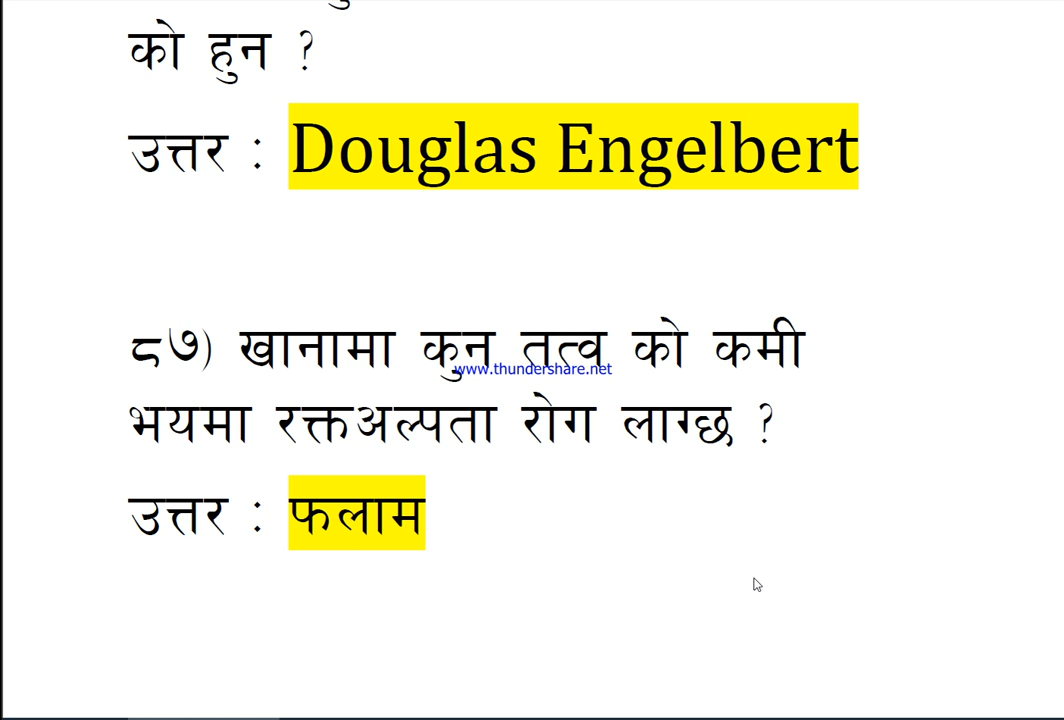 को हुन ?
उत्तर : Douglas Engelbert
८७) खानामा कुन तत्व को कमी
www.thundershare.net
भयमा रक्तअल्पता रोग लाग्छ ?
उत्तर : फलाम